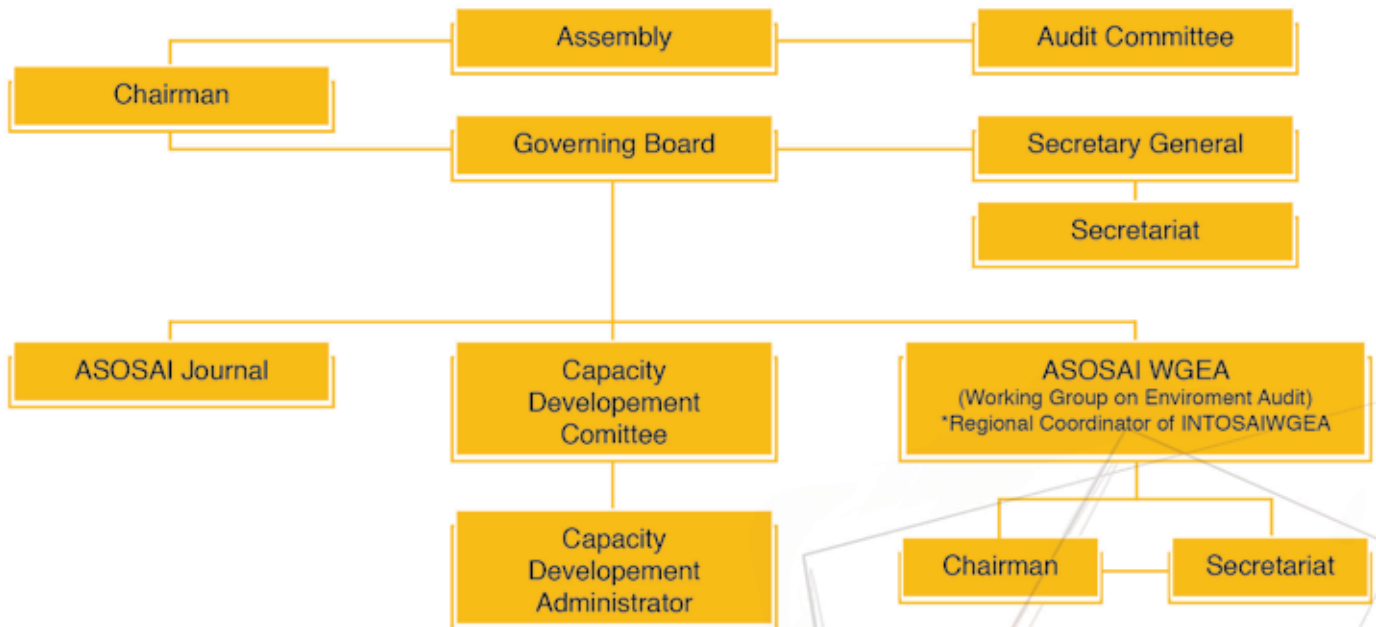 Assembly
Audit Committee
Chairman
Governing Board
Secretary General
Secretariat
ASOSAI Journal
Capacity
Developement
Comittee
ASOSAI WGEA
(Working Group on Enviroment Audit)
*Regional Coordinator of INTOSAIWGEA
Capacity
Developement
Administrator
Chairman
Secretariat